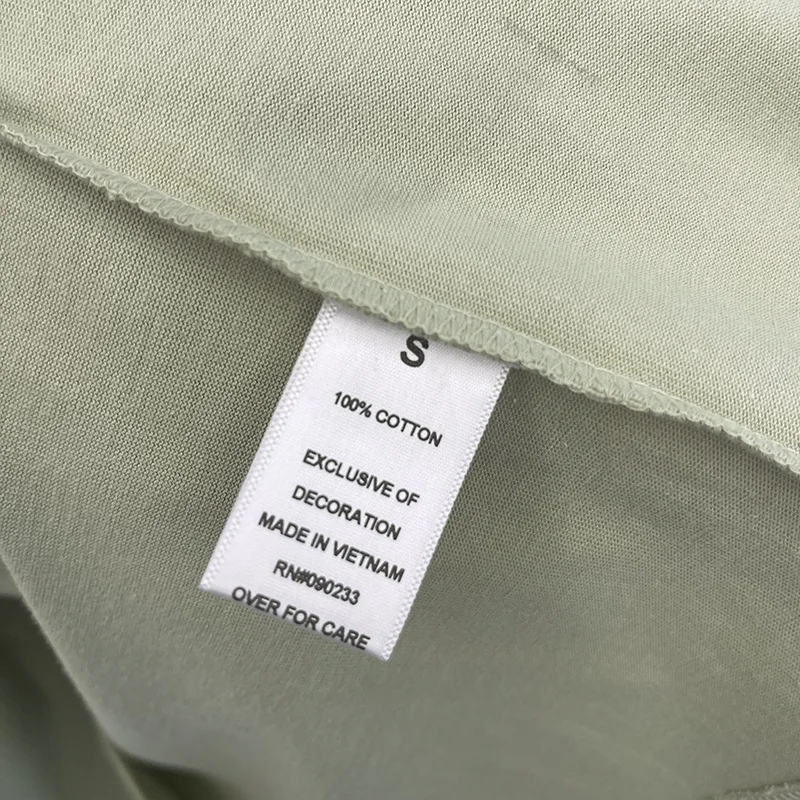 S
100% COTTON
EXCLUSIVE OF
DECORATION
MADE IN VIETNAM
RN#090233
OVER FOR CARE